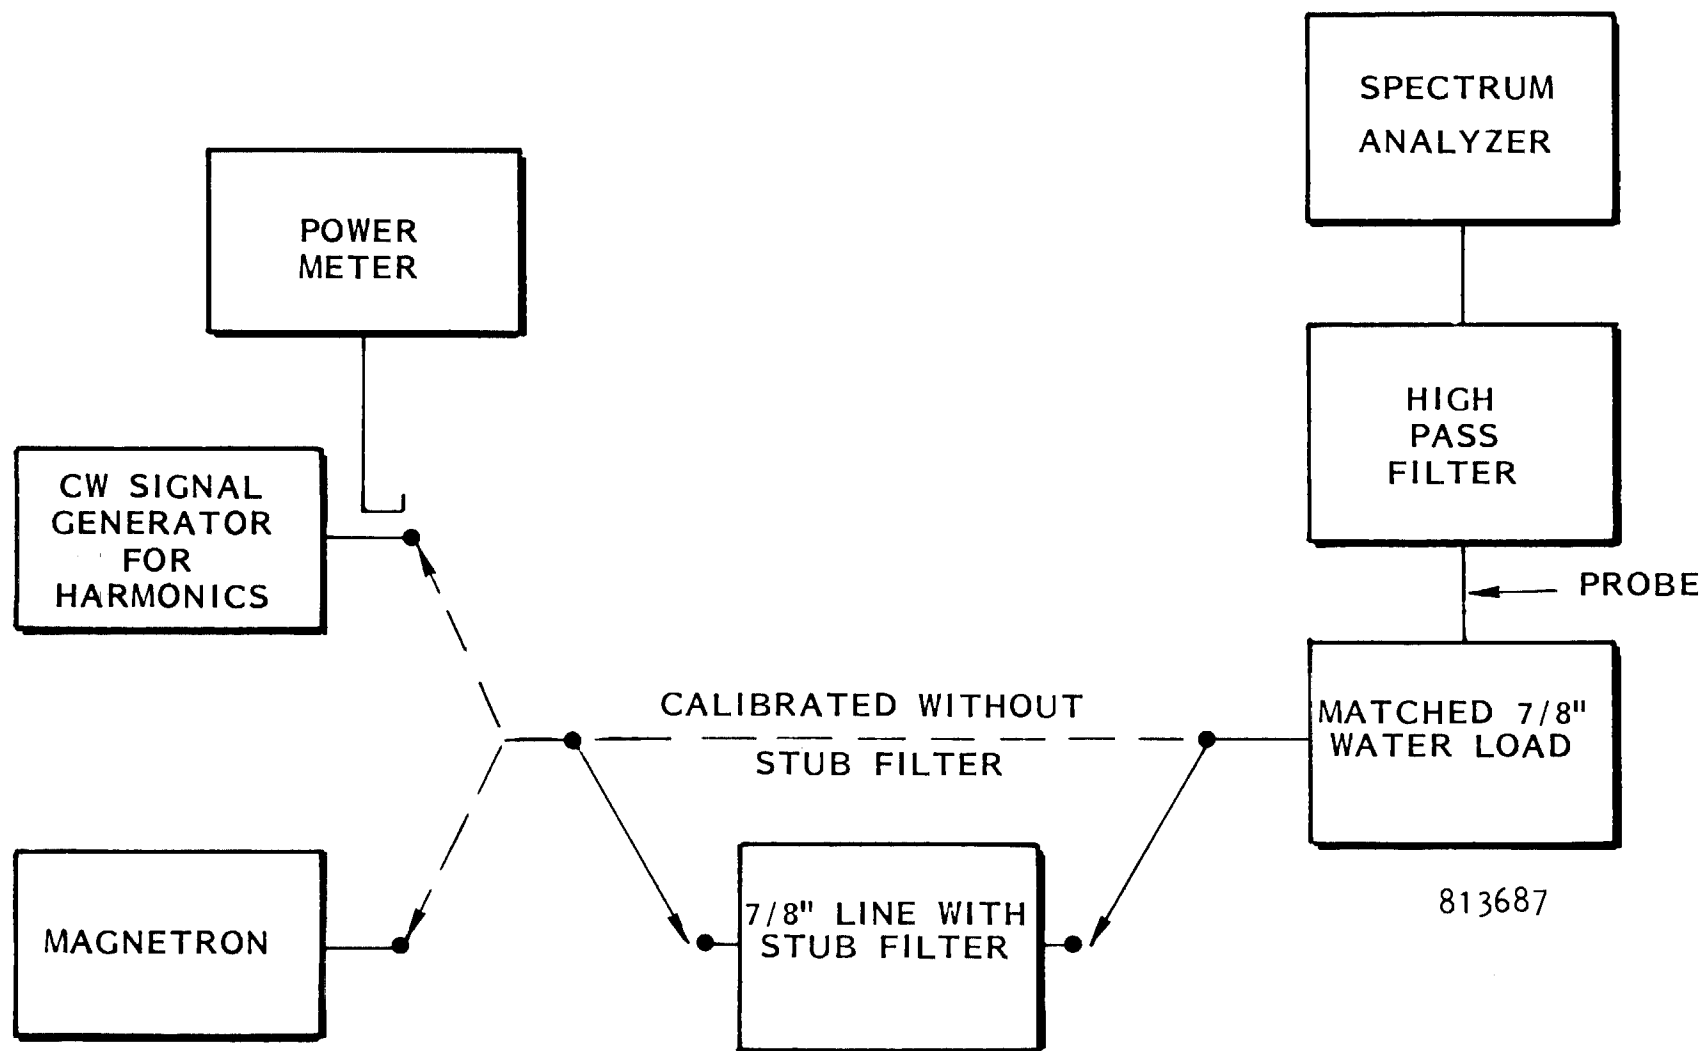 SPECTRUM
ANALYZER
POWER
METER
HIGH
PASS
FILTER
CW SIGNAL
GENERATOR
FOR
HARMONICS
PROBE
CALIBRATED WITHOUT
STUB FILTER
MATCHED 7/8"
WATER LOAD
MAGNETRON
7/8" LINE WITH
STUB FILTER
813687